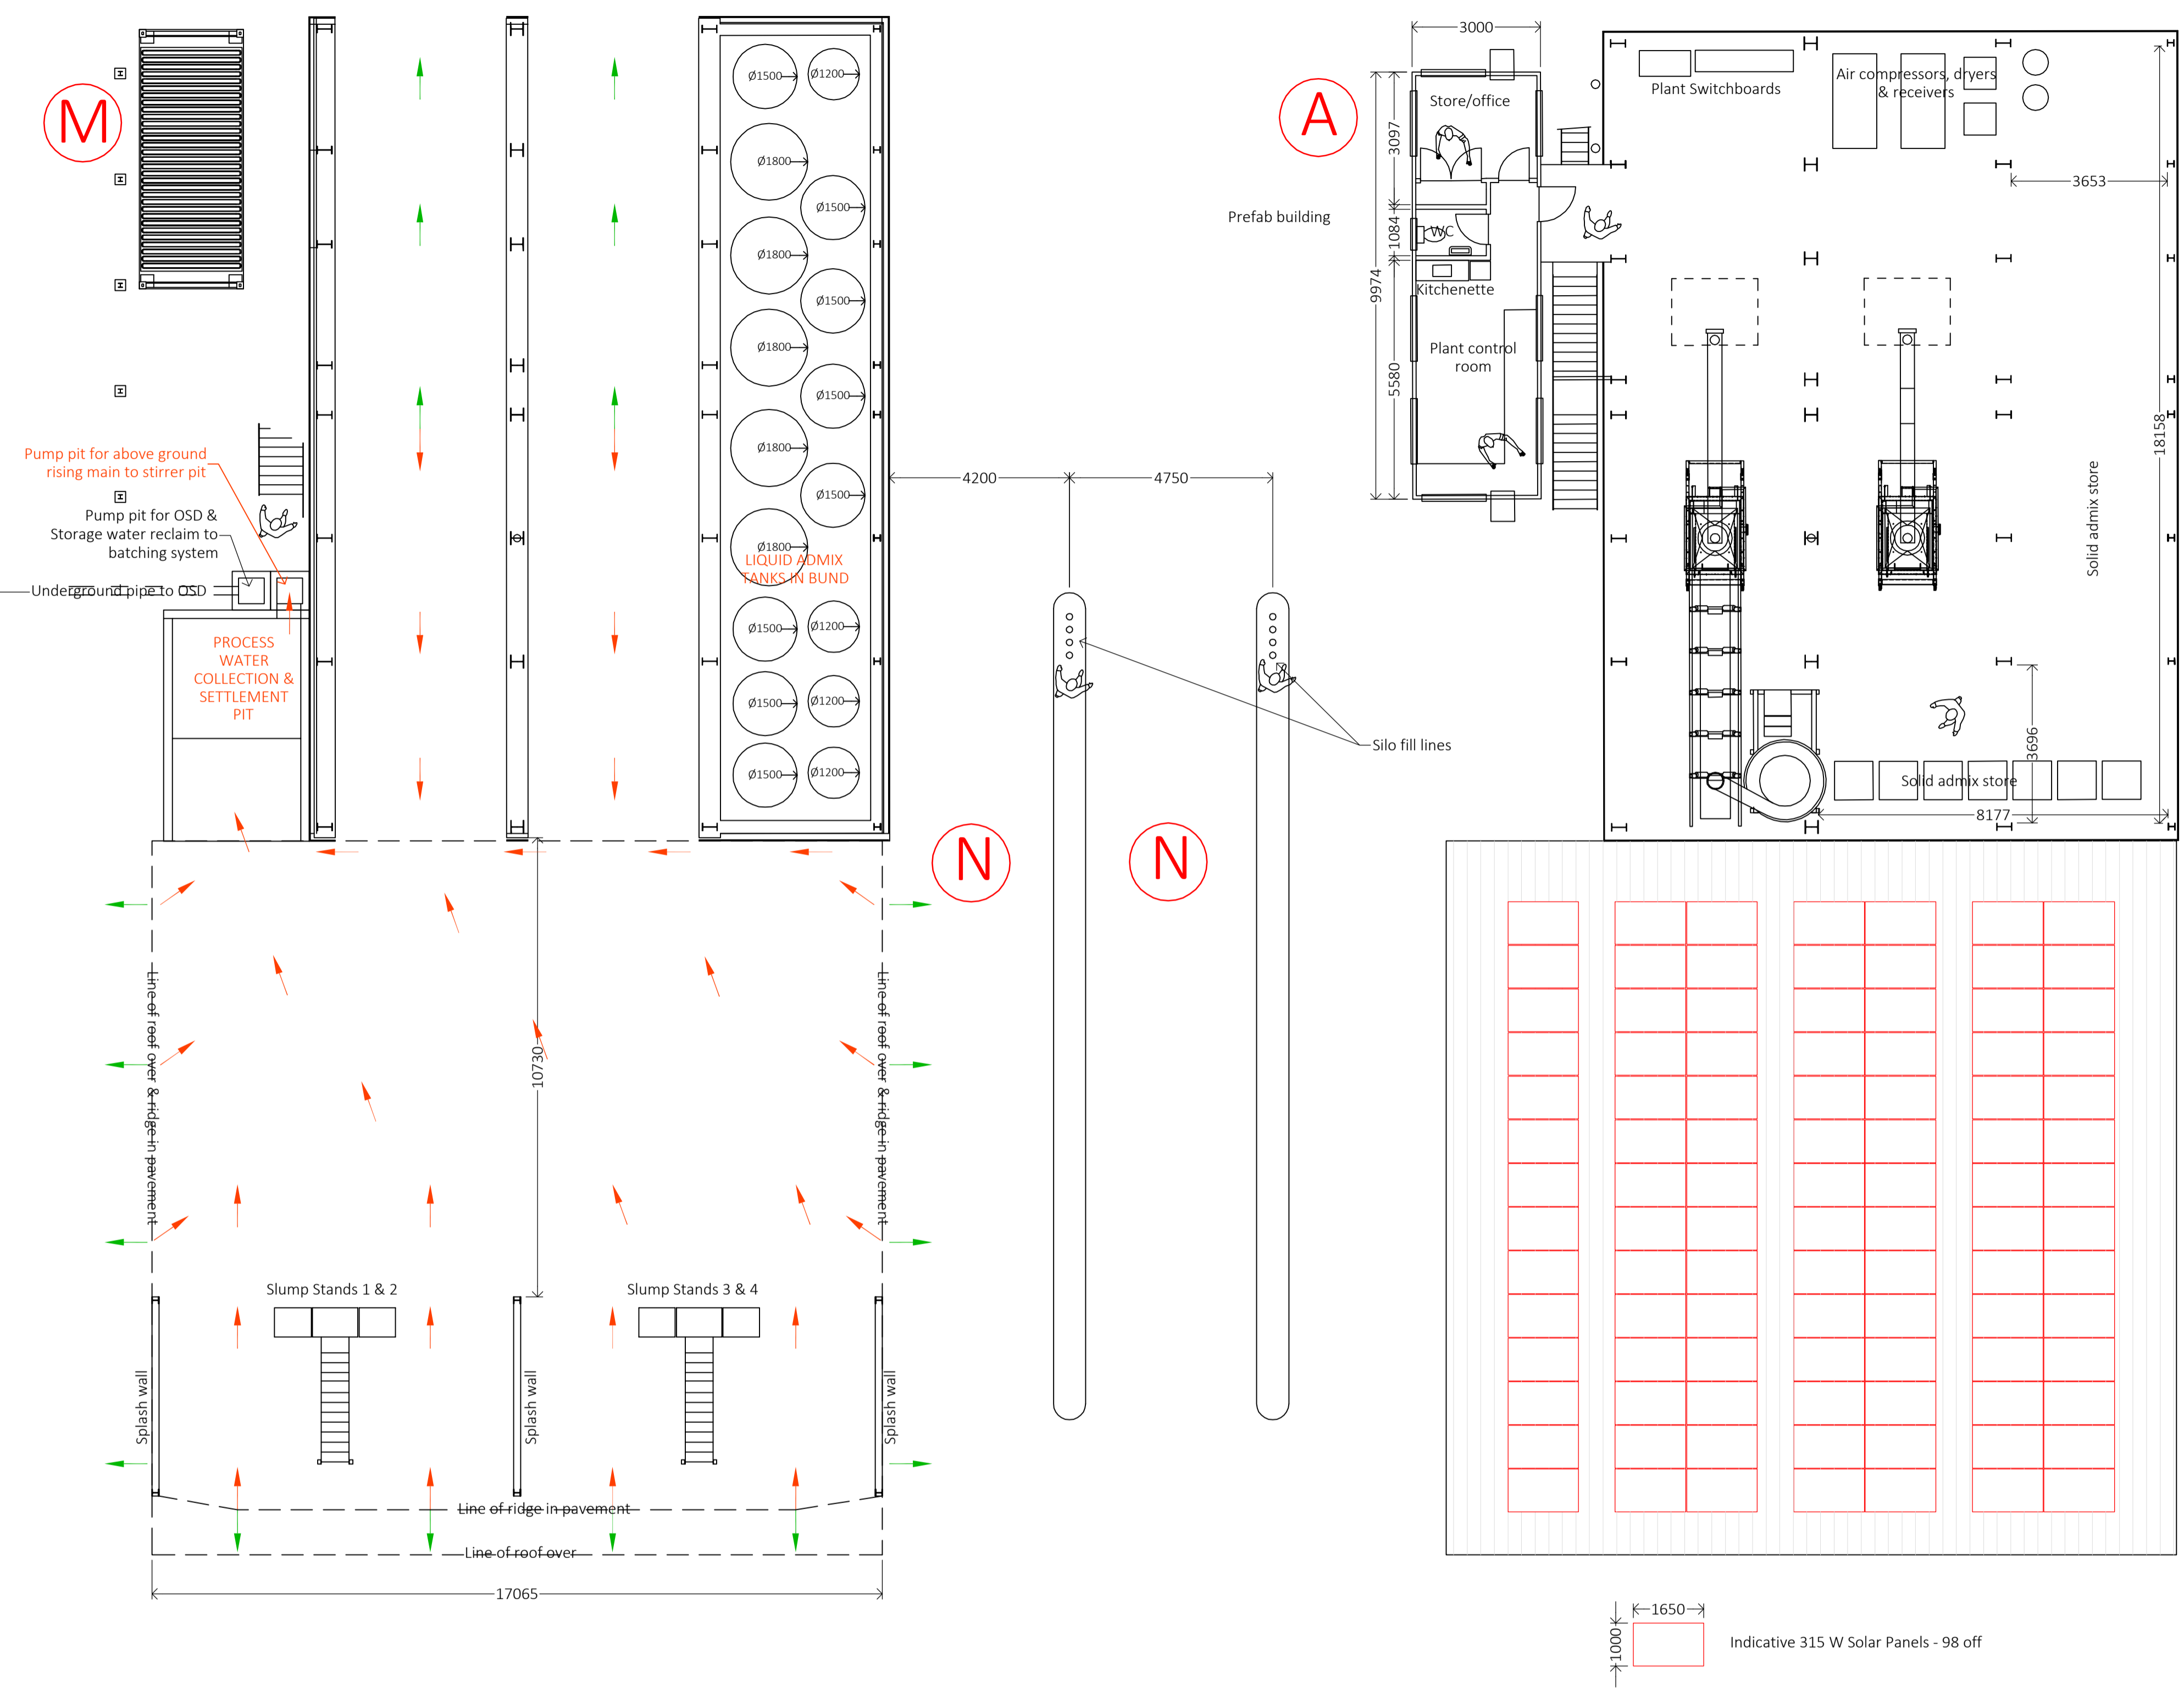 M
Pump pit for above ground
rising main to stirrer pit
Pump pit for OSD &
Storage water reclaim to
batching system
Underground pipe to OSD
PROCESS
WATER
COLLECTION &
SETTLEMENT
PIT
Ø1500
Ø1200
Ø1800
Ø1500
Ø1800
Ø1500
Ø1800
Ø1500
Ø1800
Ø1500
Ø1800
LIQUID ADMIX
TANKS IN BUND
Ø1500
Ø1200
Ø1500
Ø1200
Ø1500
Ø1200
4200
4750
N
N
Silo fill lines
Line of roof over & ridge in pavement
Line of roof over & ridge in pavement
10730
Slump Stands 1 & 2
Slump Stands 3 & 4
Splash wall
Splash wall
Splash wall
Line of ridge in pavement
Line of roof over
17065
A
Prefab building
3000
Store/office
3097
1084
WC
9974
Kitchenette
Plant control
room
5580
Plant Switchboards
Air compressors, dryers
& receivers
3653
18158
Solid admix store
3696
Solid admix store
8177
1650
1000
Indicative 315 W Solar Panels - 98 off